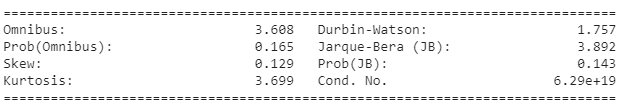 ==============================================================================
Omnibus: 3.608 Durbin-Watson: 1.757
Prob(Omnibus): 0.165 Jarque-Bera (JB): 3.892
Skew: 0.129 Prob(JB): 0.143
Kurtosis: 3.699 Cond. No. 6.29e+19
==============================================================================